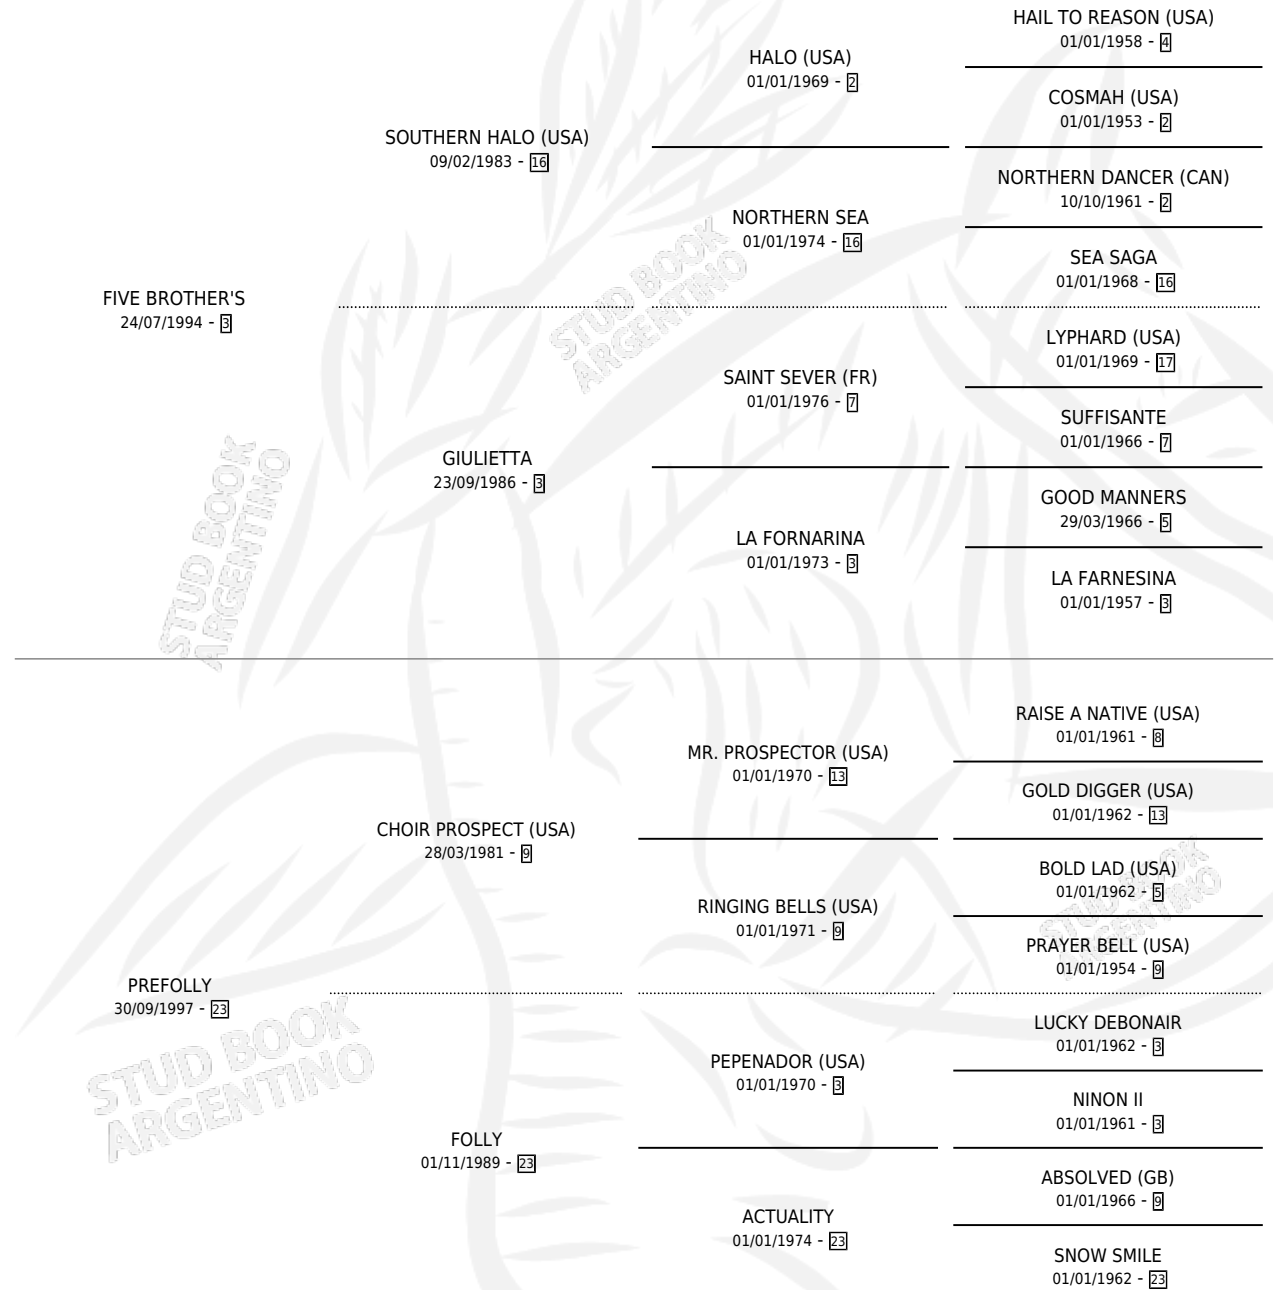 HAIL TO REASON (USA)
01/01/1958 - 4
HALO (USA)
01/01/1969 - 2
COSMAH (USA)
01/01/1953 - 2
SOUTHERN HALO (USA)
09/02/1983 - 16
NORTHERN DANCER (CAN)
10/10/1961 - 2
NORTHERN SEA
01/01/1974 - 16
SEA SAGA
01/01/1968 - 16
FIVE BROTHER'S
24/07/1994 - 3
STUD BOOK
ARGENTINO
LYPHARD (USA)
01/01/1969 - 17
SAINT SEVER (FR)
01/01/1976 - 7
SUFFISANTE
01/01/1966 - 7
GIULIETTA
23/09/1986 - 3
GOOD MANNERS
29/03/1966 - 5
LA FORNARINA
01/01/1973 - 3
LA FARNESINA
01/01/1957 - 3
STUD BOOK
ARGENTINO
RAISE A NATIVE (USA)
01/01/1961 - 8
MR. PROSPECTOR (USA)
01/01/1970 - 13
GOLD DIGGER (USA)
01/01/1962 - 13
CHOIR PROSPECT (USA)
28/03/1981 - 9
BOLD LAD (USA)
01/01/1962 - 5
RINGING BELLS (USA)
01/01/1971 - 9
STUD BOOK
ARGENTINO
PRAYER BELL (USA)
01/01/1954 - 9
PREFOLLY
30/09/1997 - 23
STUD BOOK
ARGENTINO
LUCKY DEBONAIR
01/01/1962 - 3
PEPENADOR (USA)
01/01/1970 - 3
NINON II
01/01/1961 - 3
FOLLY
01/11/1989 - 23
ABSOLVED (GB)
01/01/1966 - 9
ACTUALITY
01/01/1974 - 23
SNOW SMILE
01/01/1962 - 23